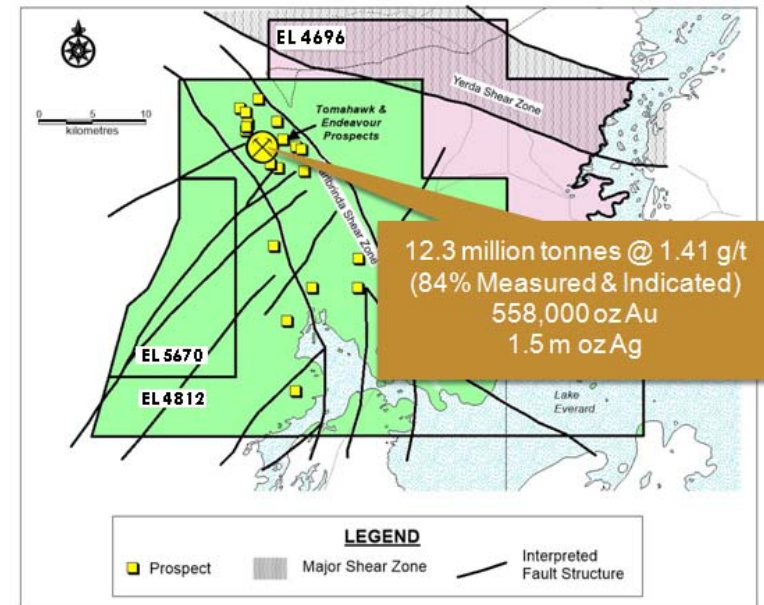 EL 4696
Yerda Shear Zone
0 5 10
kilometres
Tomahawk &
Endeavour
Prospects
Shear Zone
12.3 million tonnes @ 1.41 g/t
(84% Measured & Indicated)
558,000 oz Au
1.5 m oz Ag
EL 5670
EL 4812
Lake
Everard
LEGEND
Prospect
Major Shear Zone
Interpreted
Fault Structure